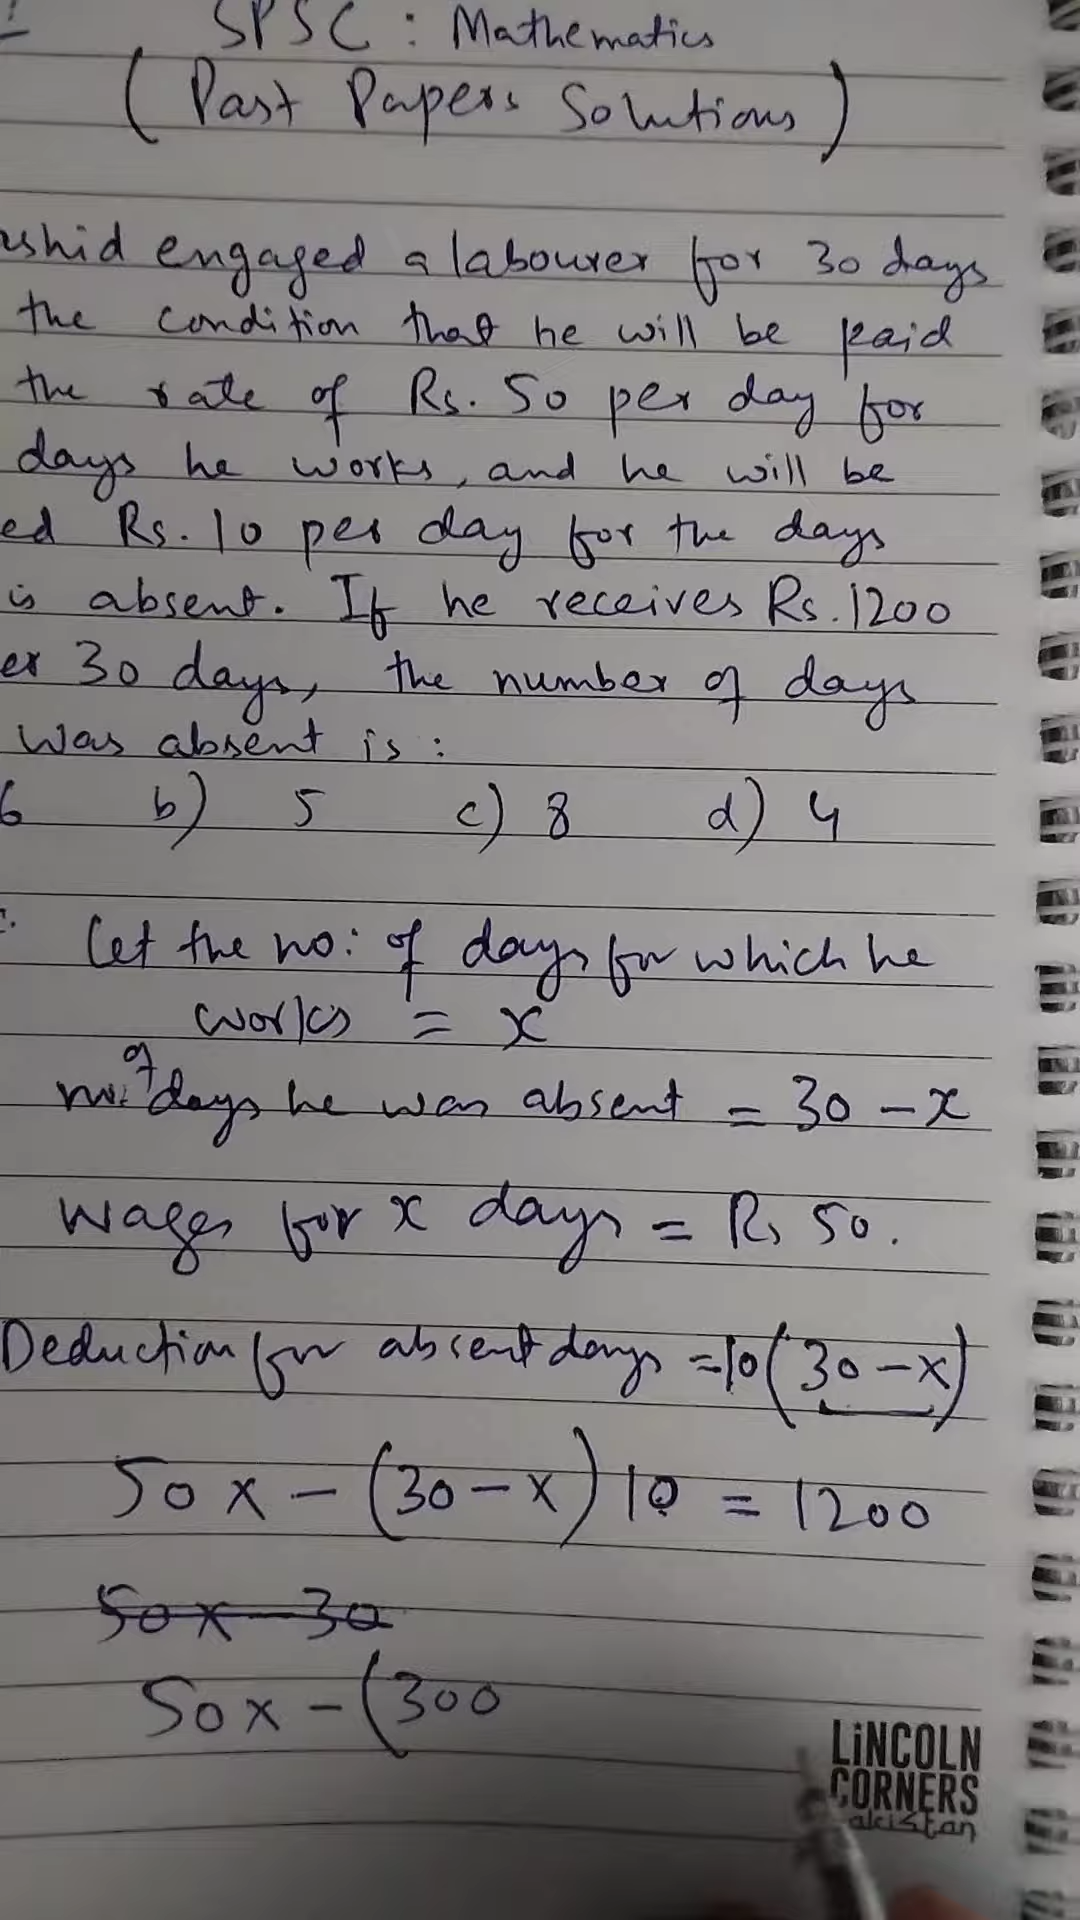 SPSC : Mathematics
(Past Papers Solutions)
ushid engaged a labourer for 30 days
the condition that he will be paid
the rate of Rs. 50 per day for
days he works, and he will be
ed Rs. 10 per day for the days
is absent. If he receives Rs. 1200
er 30 days, the number of days
was absent is :
6 b) 5 c) 8 d) 4
Let the no: of days for which he
works = x
no: of days he was absent = 30 - x
Wages for x days = Rs 50.
Deduction for absent days = 10(30-x)
50x - (30-x)10 = 1200
50x - 30
50x - (300
LiNCOLN
CORNERS
akistan